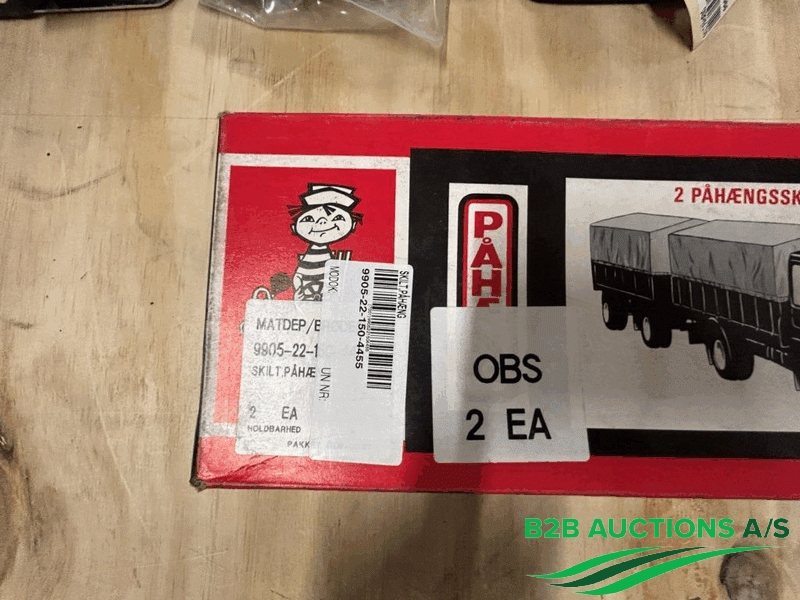 2 PÅHÆNGSSK
PÅHÆ
MATDEP/B
9905-22-1
SKILT,PÅHÆ
2 EA
HOLDBARHED
PAKK
SKILT,PÅHÆNG
9905-22-150-4455
MODOK:
UN NR:
OBS
2 EA
B2B AUCTIONS A/S